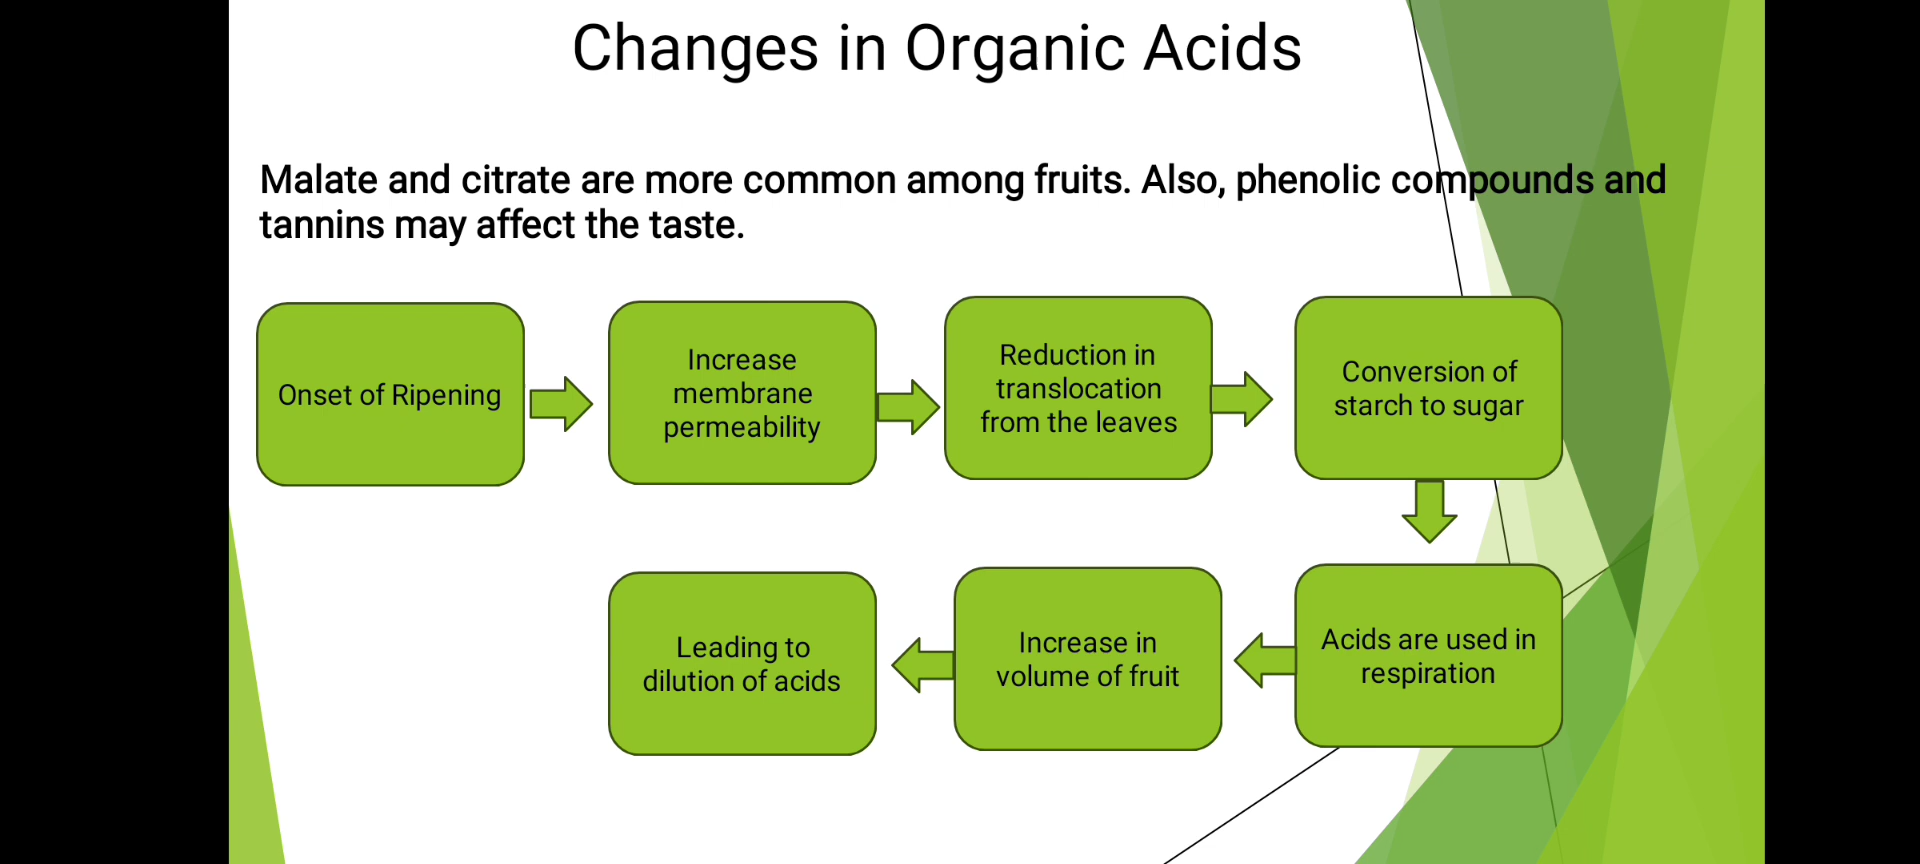 Changes in Organic Acids
Malate and citrate are more common among fruits. Also, phenolic compounds and
tannins may affect the taste.
Onset of Ripening
Increase
membrane
permeability
Reduction in
translocation
from the leaves
Conversion of
starch to sugar
Acids are used in
respiration
Increase in
volume of fruit
Leading to
dilution of acids